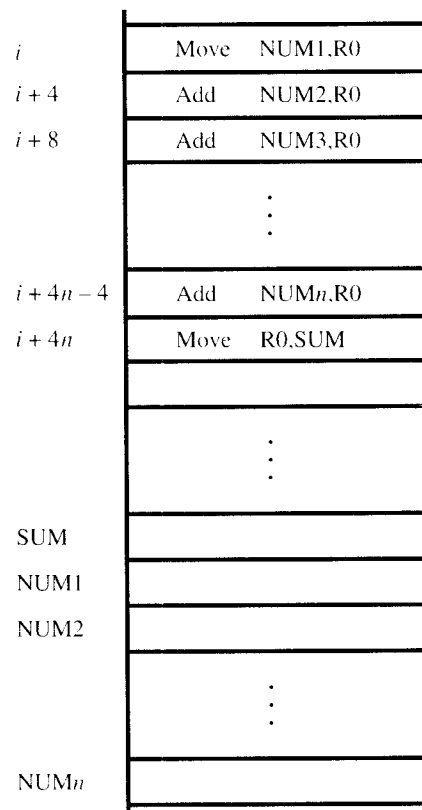 i Move NUM1,R0
i + 4 Add NUM2,R0
i + 8 Add NUM3,R0
i + 4n – 4 Add NUMn,R0
i + 4n Move R0,SUM
SUM
NUM1
NUM2
NUMn